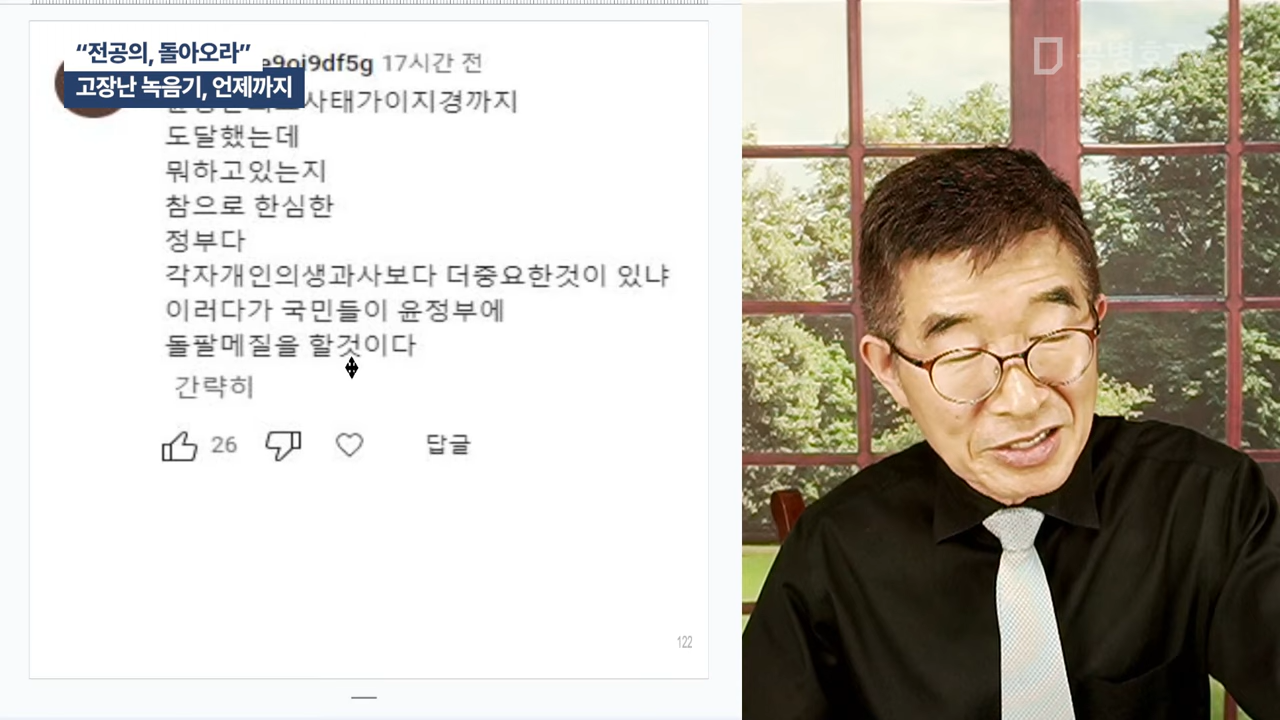 “전공의, 돌아오라”
고장난 녹음기, 언제까지
e9oj9df5g 17시간 전
사태가이지경까지
도달했는데
뭐하고있는지
참으로 한심한
정부다
각자개인의생과사보다 더중요한것이 있냐
이러다가 국민들이 윤정부에
돌팔메질을 할것이다
간략히
26
답글
122